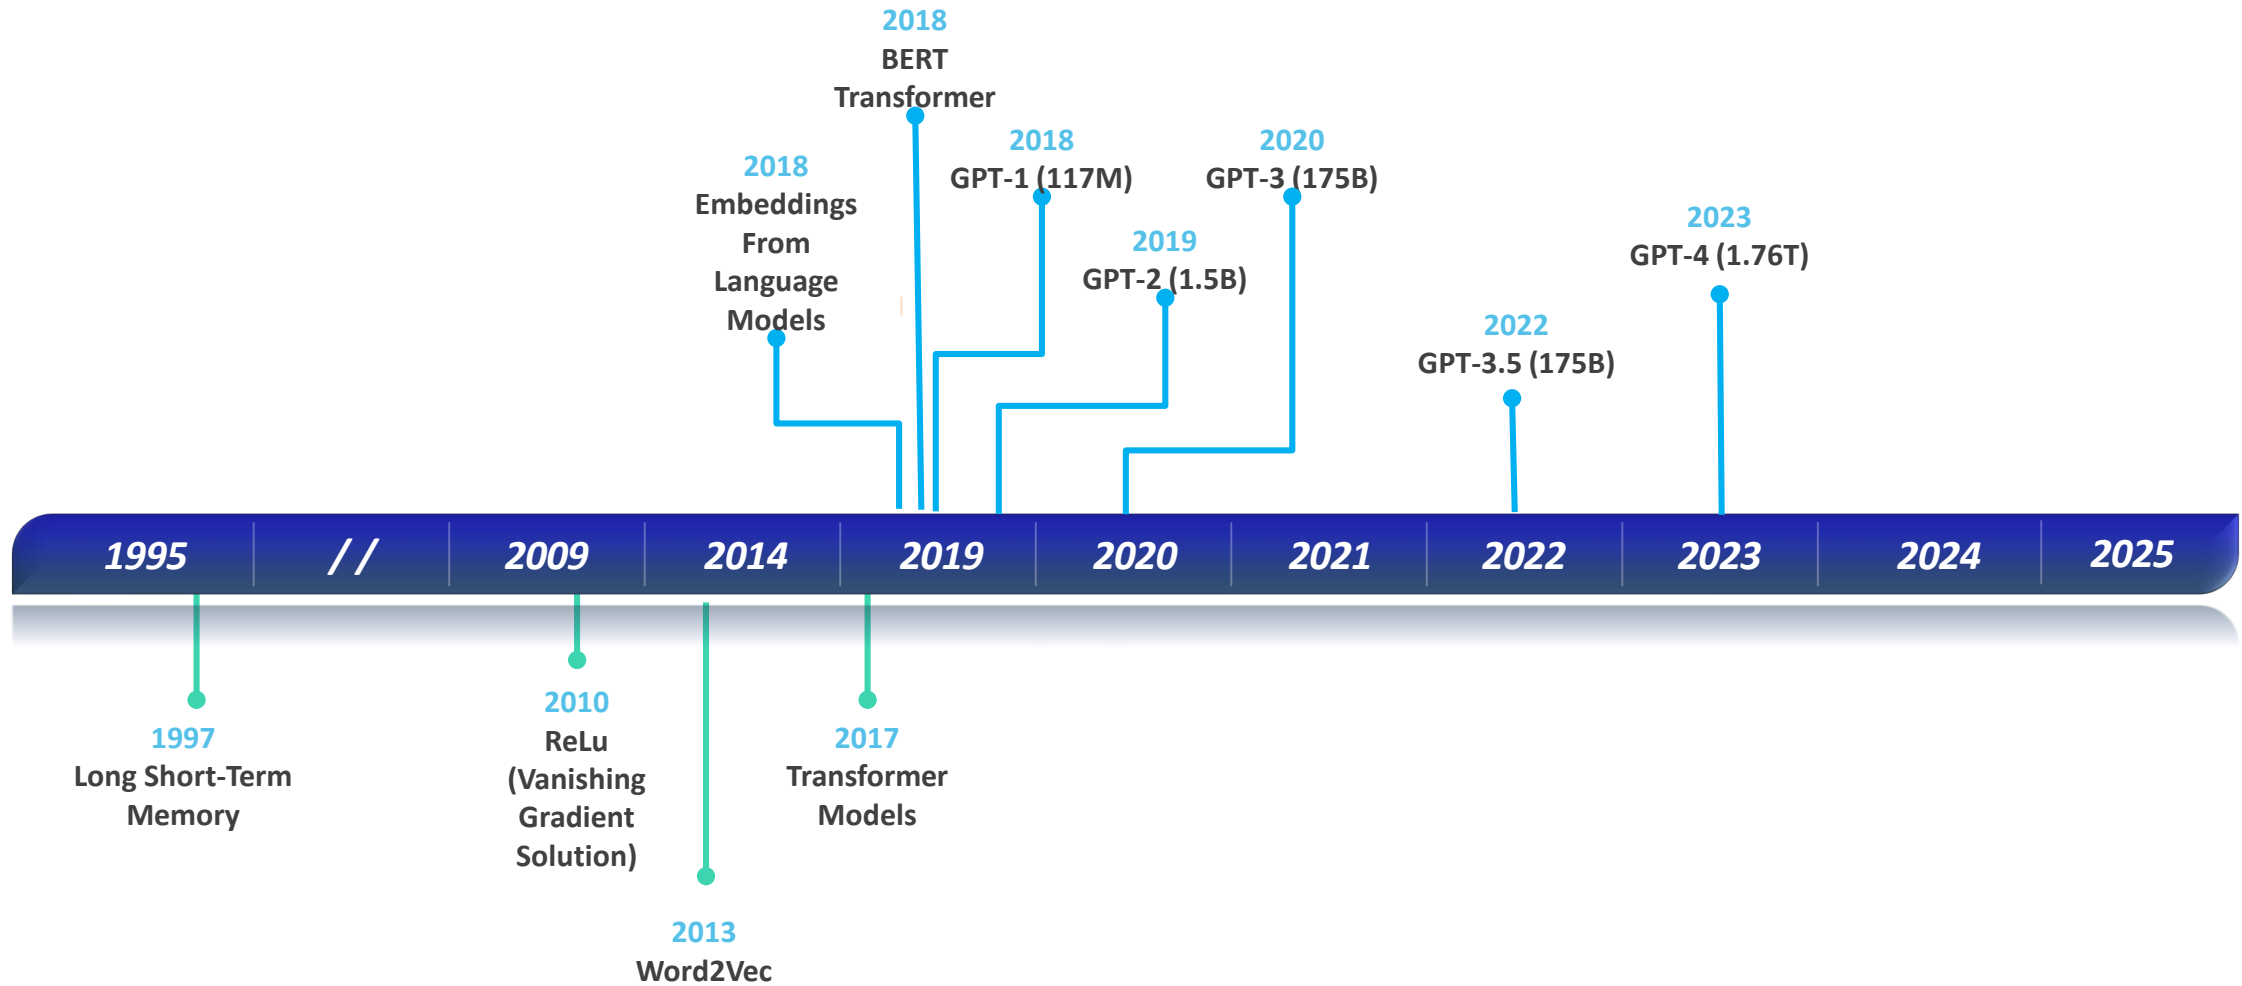 2018
BERT
Transformer
2018
Embeddings
From
Language
Models
2018
GPT-1 (117M)
2019
GPT-2 (1.5B)
2020
GPT-3 (175B)
2022
GPT-3.5 (175B)
2023
GPT-4 (1.76T)
1995
//
2009
2014
2019
2020
2021
2022
2023
2024
2025
1997
Long Short-Term
Memory
2010
ReLu
(Vanishing
Gradient
Solution)
2013
Word2Vec
2017
Transformer
Models